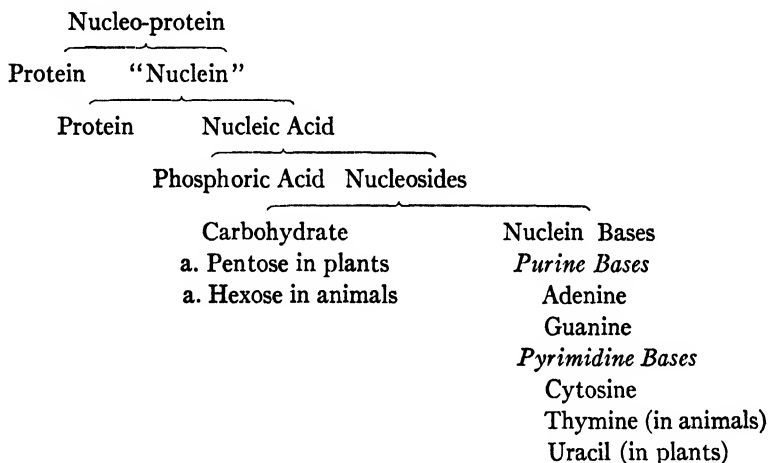 Nucleo-protein
Protein “Nuclein”
Protein Nucleic Acid
Phosphoric Acid Nucleosides
Carbohydrate Nuclein Bases
a. Pentose in plants Purine Bases
a. Hexose in animals Adenine
Guanine
Pyrimidine Bases
Cytosine
Thymine (in animals)
Uracil (in plants)